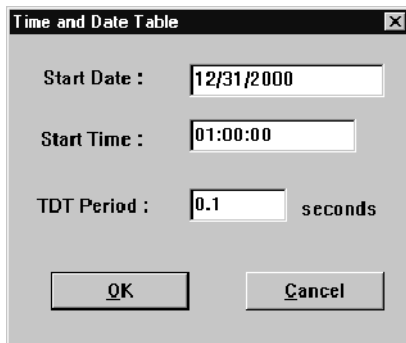 Time and Date Table
Start Date : 12/31/2000
Start Time : 01:00:00
TDT Period : 0.1 seconds
OK Cancel